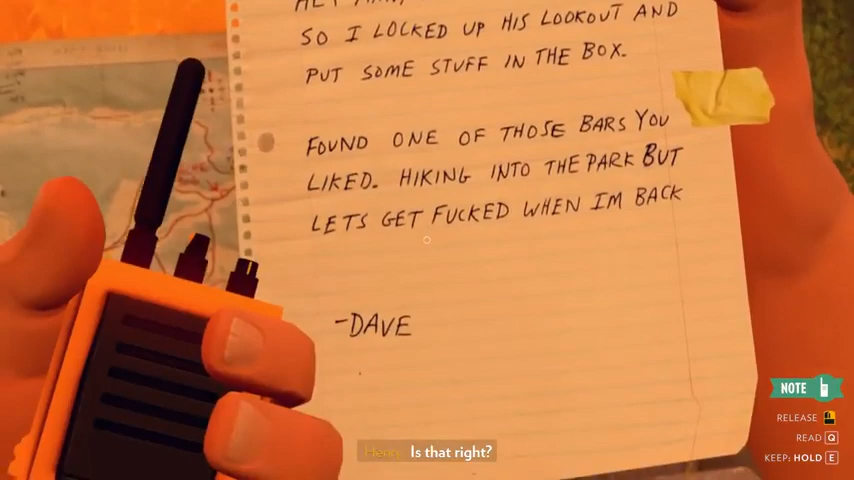 SO I LOCKED UP HIS LOOKOUT AND
PUT SOME STUFF IN THE BOX.
FOUND ONE OF THOSE BARS YOU
LIKED. HIKING INTO THE PARK BUT
LETS GET FUCKED WHEN IM BACK
-DAVE
NOTE
RELEASE
READ Q
KEEP: HOLD E
Henry: Is that right?